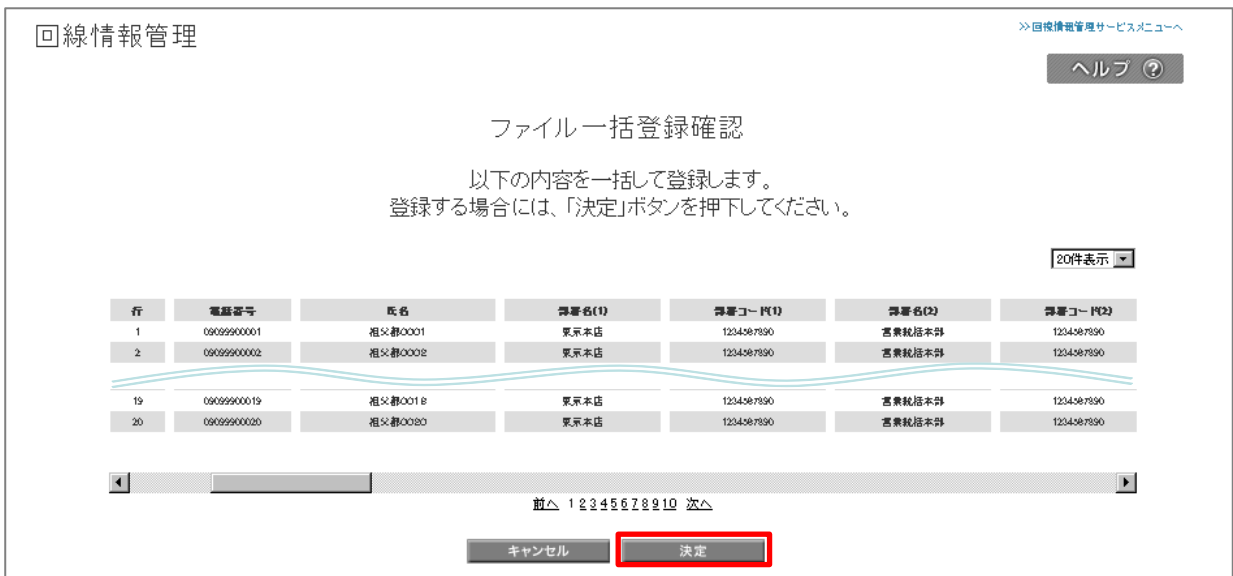 回線情報管理
≫回線情報管理サービスメニューへ
ヘルプ ?
ファイル一括登録確認
以下の内容を一括して登録します。
登録する場合には、「決定」ボタンを押下してください。
20件表示
行 電話番号 氏名 部署名(1) 部署コード(1) 部署名(2) 部署コード(2)
1 09099900001 祖父都0001 東京本店 1234567890 営業統括本部 1234567890
2 09099900002 祖父都0002 東京本店 1234567890 営業統括本部 1234567890
19 09099900019 祖父都0019 東京本店 1234567890 営業統括本部 1234567890
20 09099900020 祖父都0020 東京本店 1234567890 営業統括本部 1234567890
前へ 1 2 3 4 5 6 7 8 9 10 次へ
キャンセル 決定